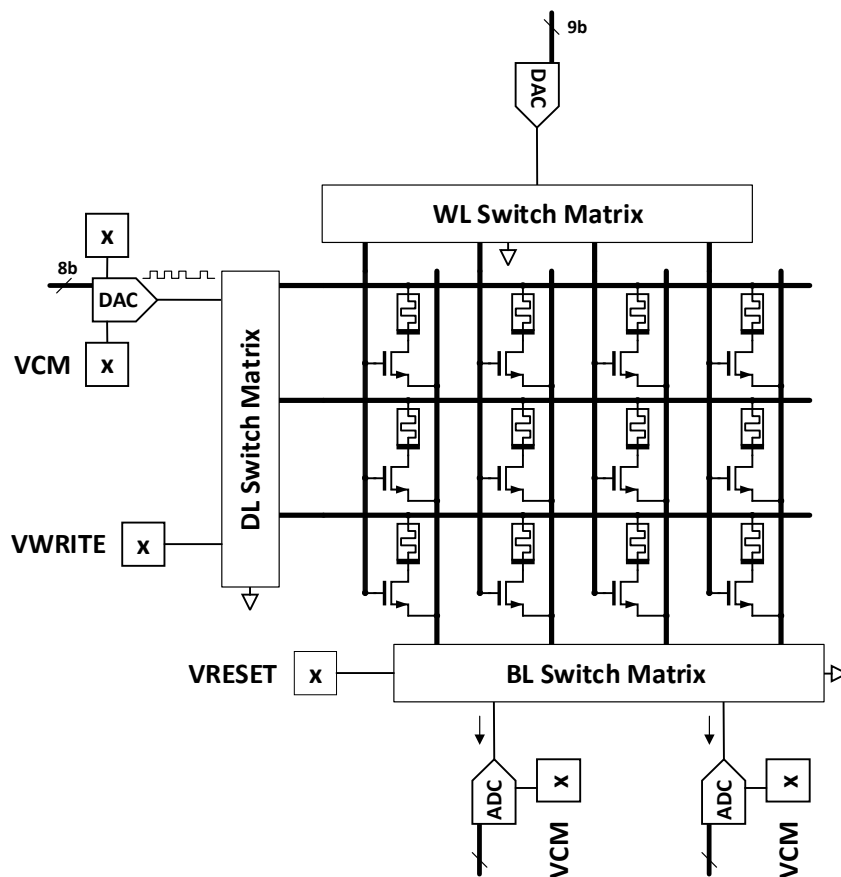 9b
DAC
WL Switch Matrix
x
8b
DAC
VCM
x
DL Switch Matrix
VWRITE
x
VRESET
x
BL Switch Matrix
ADC
x
VCM
ADC
x
VCM